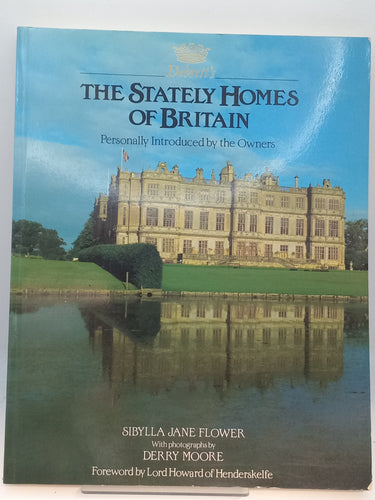 Debrett's
THE STATELY HOMES
OF BRITAIN
Personally Introduced by the Owners
SIBYLLA JANE FLOWER
With photographs by
DERRY MOORE
Foreword by Lord Howard of Henderskelfe